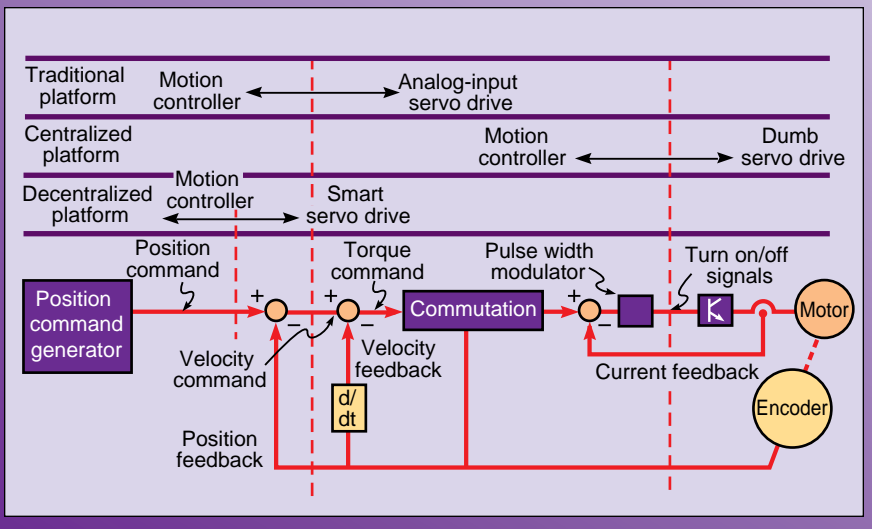 Traditional
platform
Motion
controller
Analog-input
servo drive
Centralized
platform
Motion
controller
Dumb
servo drive
Decentralized
platform
Motion
controller
Smart
servo drive
Position
command
Torque
command
Pulse width
modulator
Turn on/off
signals
Position
command
generator
+
−
+
−
Commutation
+
−
Motor
Velocity
command
Velocity
feedback
Current feedback
d/
dt
Encoder
Position
feedback